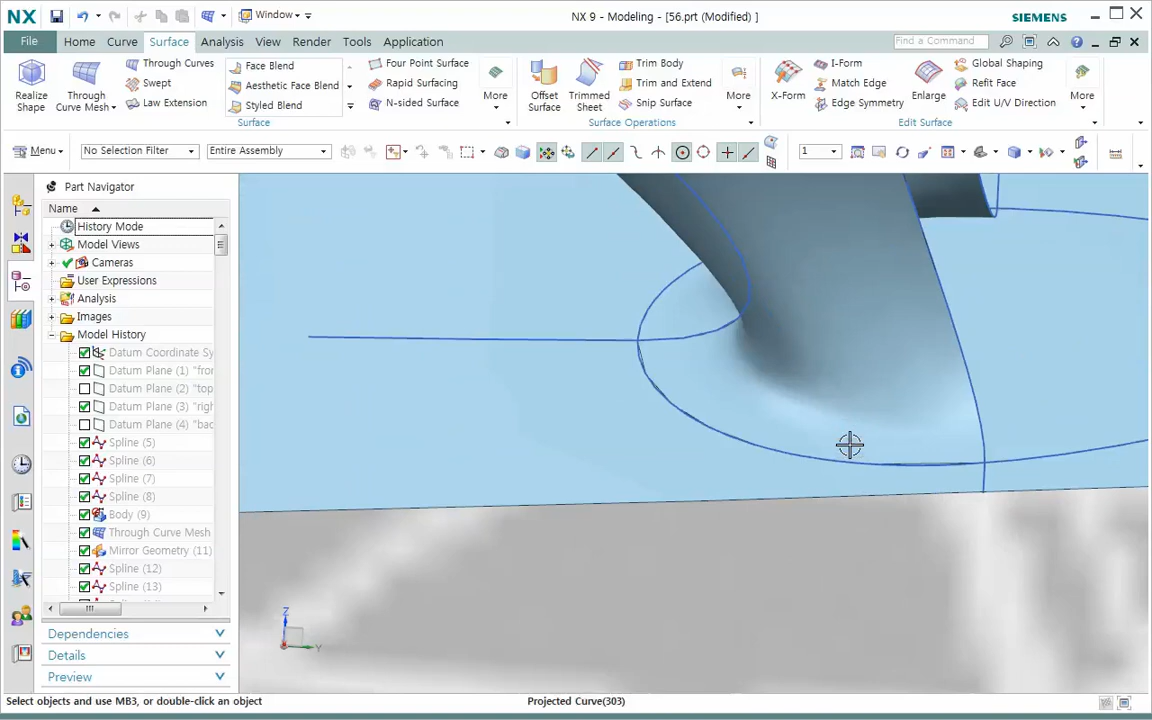 NX
Window
NX 9 - Modeling - [56.prt (Modified) ]
SIEMENS
File
Home
Curve
Surface
Analysis
View
Render
Tools
Application
Find a Command
Realize Shape
Through Curve Mesh
Through Curves
Swept
Law Extension
Face Blend
Aesthetic Face Blend
Styled Blend
Four Point Surface
Rapid Surfacing
N-sided Surface
More
Surface
Offset Surface
Trimmed Sheet
Trim Body
Trim and Extend
Snip Surface
More
Surface Operations
X-Form
I-Form
Match Edge
Edge Symmetry
Enlarge
Global Shaping
Refit Face
Edit U/V Direction
More
Edit Surface
Menu
No Selection Filter
Entire Assembly
1
Part Navigator
Name
History Mode
Model Views
Cameras
User Expressions
Analysis
Images
Model History
Datum Coordinate Sy
Datum Plane (1) "fron
Datum Plane (2) "top
Datum Plane (3) "righ
Datum Plane (4) "bac
Spline (5)
Spline (6)
Spline (7)
Spline (8)
Body (9)
Through Curve Mesh
Mirror Geometry (11)
Spline (12)
Spline (13)
Dependencies
Details
Preview
Z
Y
Select objects and use MB3, or double-click an object
Projected Curve(303)